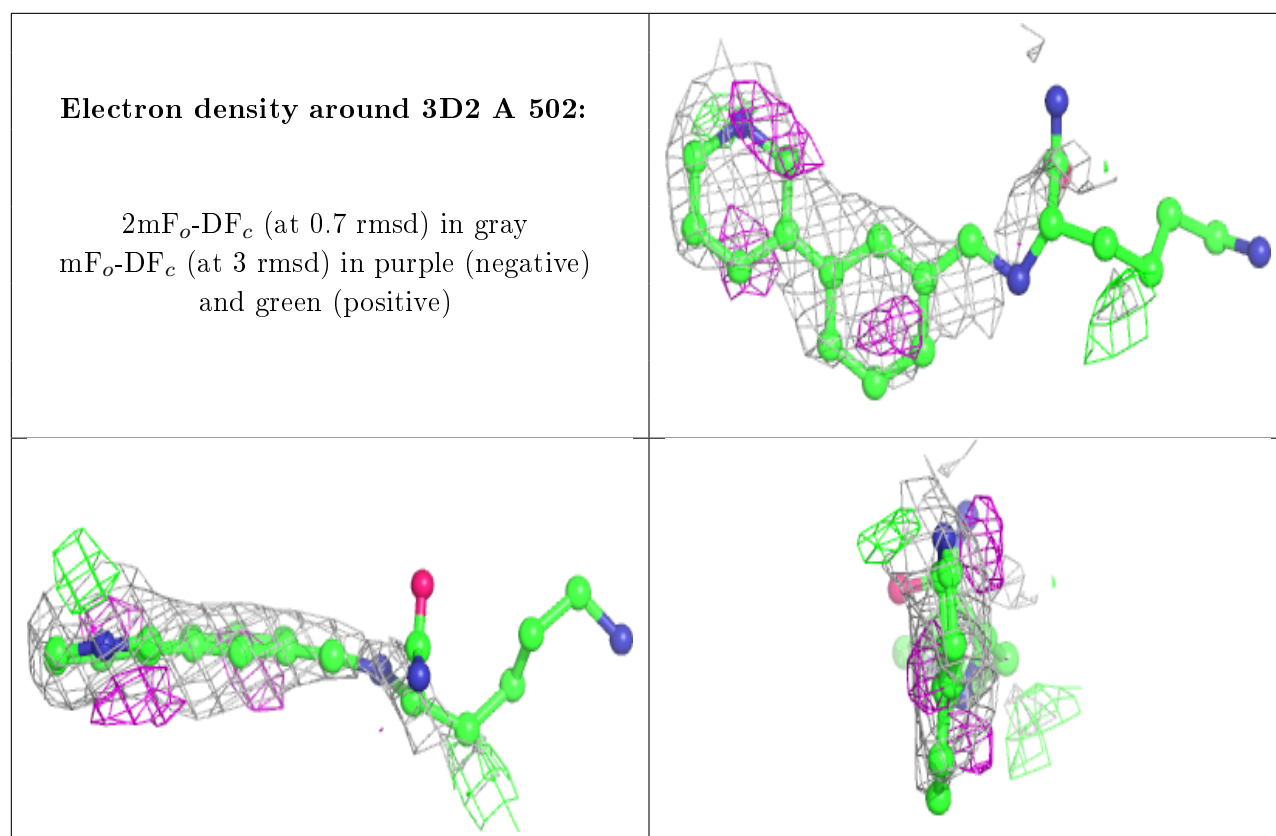 Electron density around 3D2 A 502:
2mFₒ-DF𝒸 (at 0.7 rmsd) in gray
mFₒ-DF𝒸 (at 3 rmsd) in purple (negative)
and green (positive)